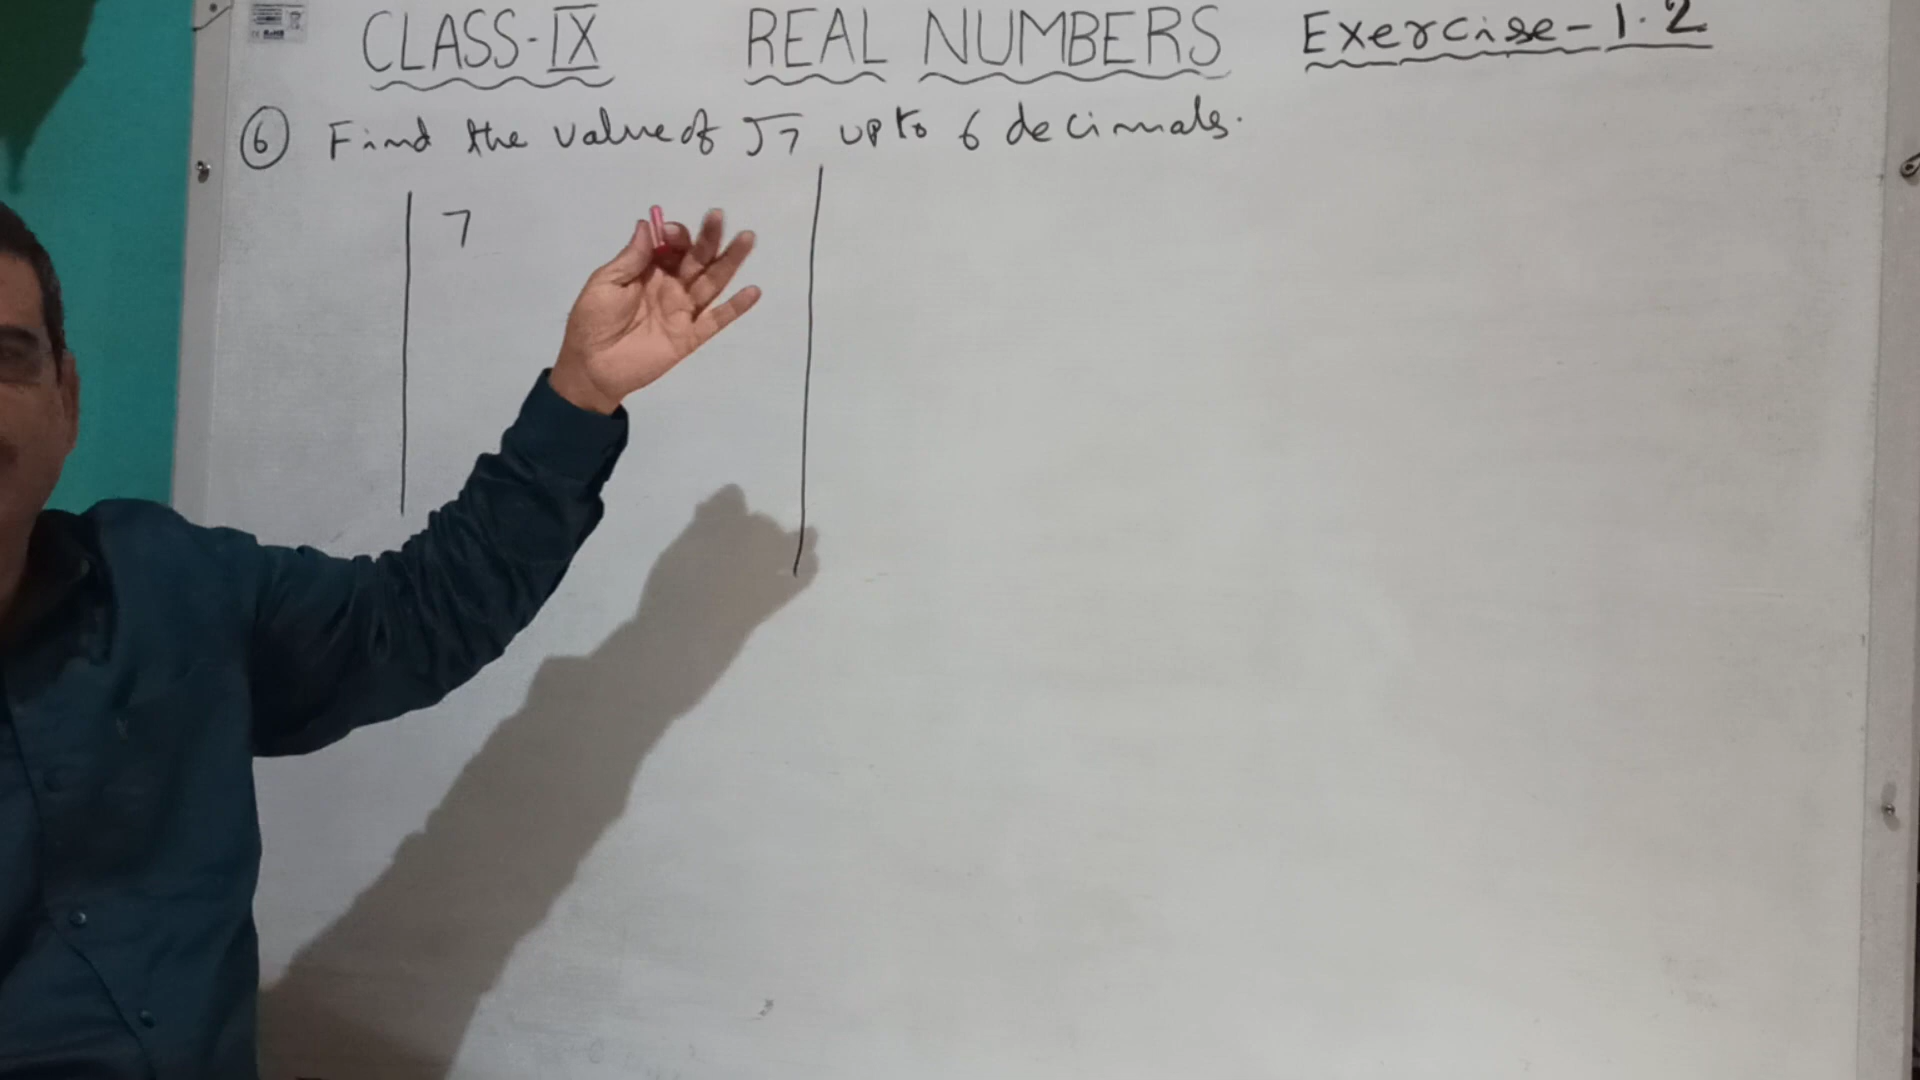 CLASS-IX REAL NUMBERS Exercise-1.2
6 Find the value of √7 upto 6 decimals.
7